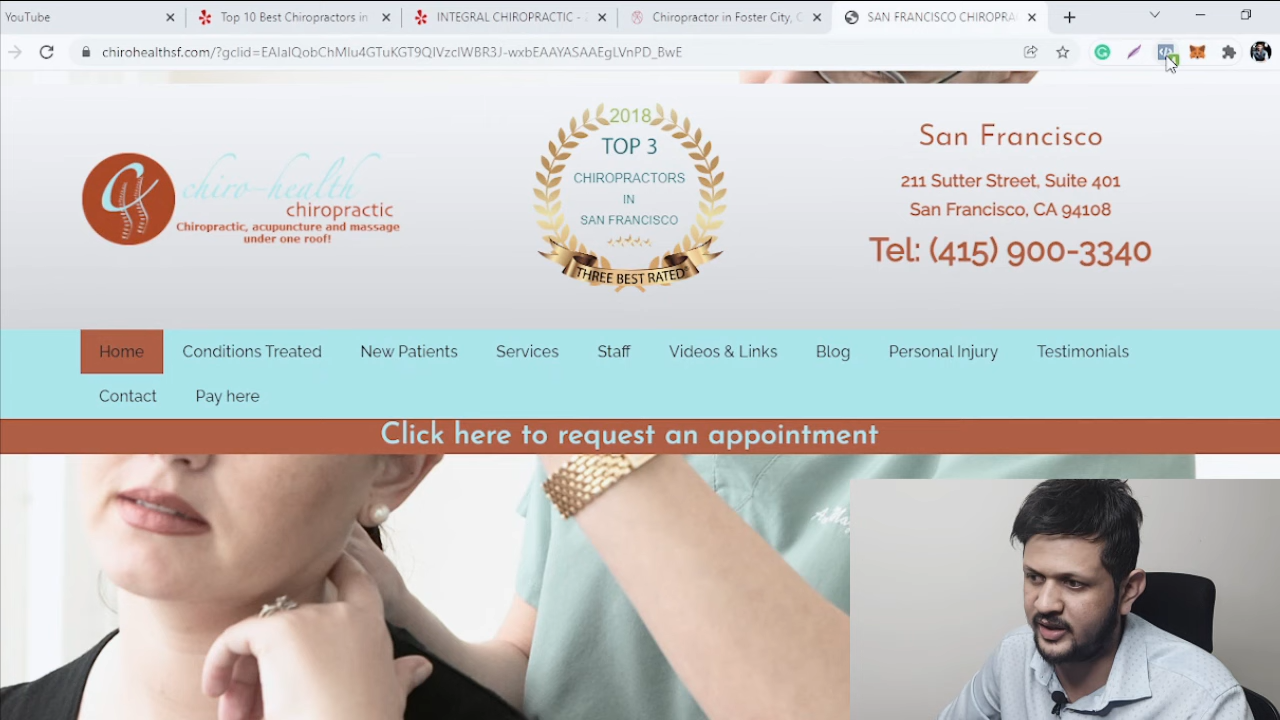 YouTube
Top 10 Best Chiropractors in
INTEGRAL CHIROPRACTIC -
Chiropractor in Foster City, C
SAN FRANCISCO CHIROPRA
chirohealthsf.com/?gclid=EAIaIQobChMIu4GTuKGT9QIVzcIWBR3J-wxbEAAYASAAEgLVnPD_BwE
chiro-health
chiropractic
Chiropractic, acupuncture and massage
under one roof!
2018
TOP 3
CHIROPRACTORS
IN
SAN FRANCISCO
THREE BEST RATED
San Francisco
211 Sutter Street, Suite 401
San Francisco, CA 94108
Tel: (415) 900-3340
Home
Conditions Treated
New Patients
Services
Staff
Videos & Links
Blog
Personal Injury
Testimonials
Contact
Pay here
Click here to request an appointment